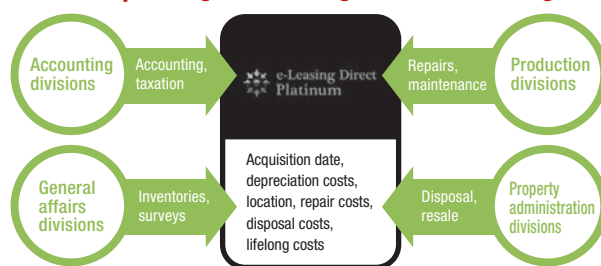 Accounting
divisions
Accounting,
taxation
e-Leasing Direct
Platinum
Repairs,
maintenance
Production
divisions
General
affairs
divisions
Inventories,
surveys
Acquisition date,
depreciation costs,
location, repair costs,
disposal costs,
lifelong costs
Disposal,
resale
Property
administration
divisions